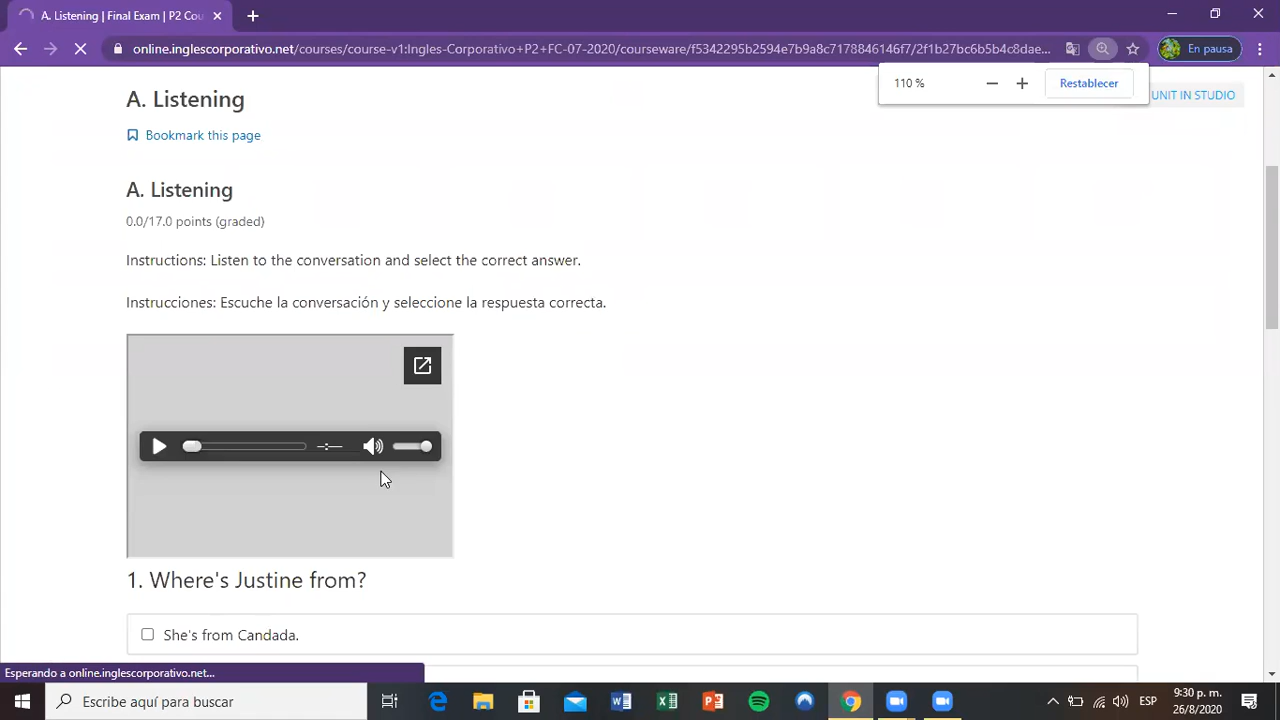 A. Listening | Final Exam | P2 Cou
online.inglescorporativo.net/courses/course-v1:Ingles-Corporativo+P2+FC-07-2020/courseware/f5342295b2594e7b9a8c7178846146f7/2f1b27bc6b5b4c8dae...
En pausa
110 %
Restablecer
UNIT IN STUDIO
A. Listening
Bookmark this page
A. Listening
0.0/17.0 points (graded)
Instructions: Listen to the conversation and select the correct answer.
Instrucciones: Escuche la conversación y seleccione la respuesta correcta.
--:--
1. Where's Justine from?
She's from Candada.
Esperando a online.inglescorporativo.net...
Escribe aquí para buscar
ESP
9:30 p. m.
26/8/2020